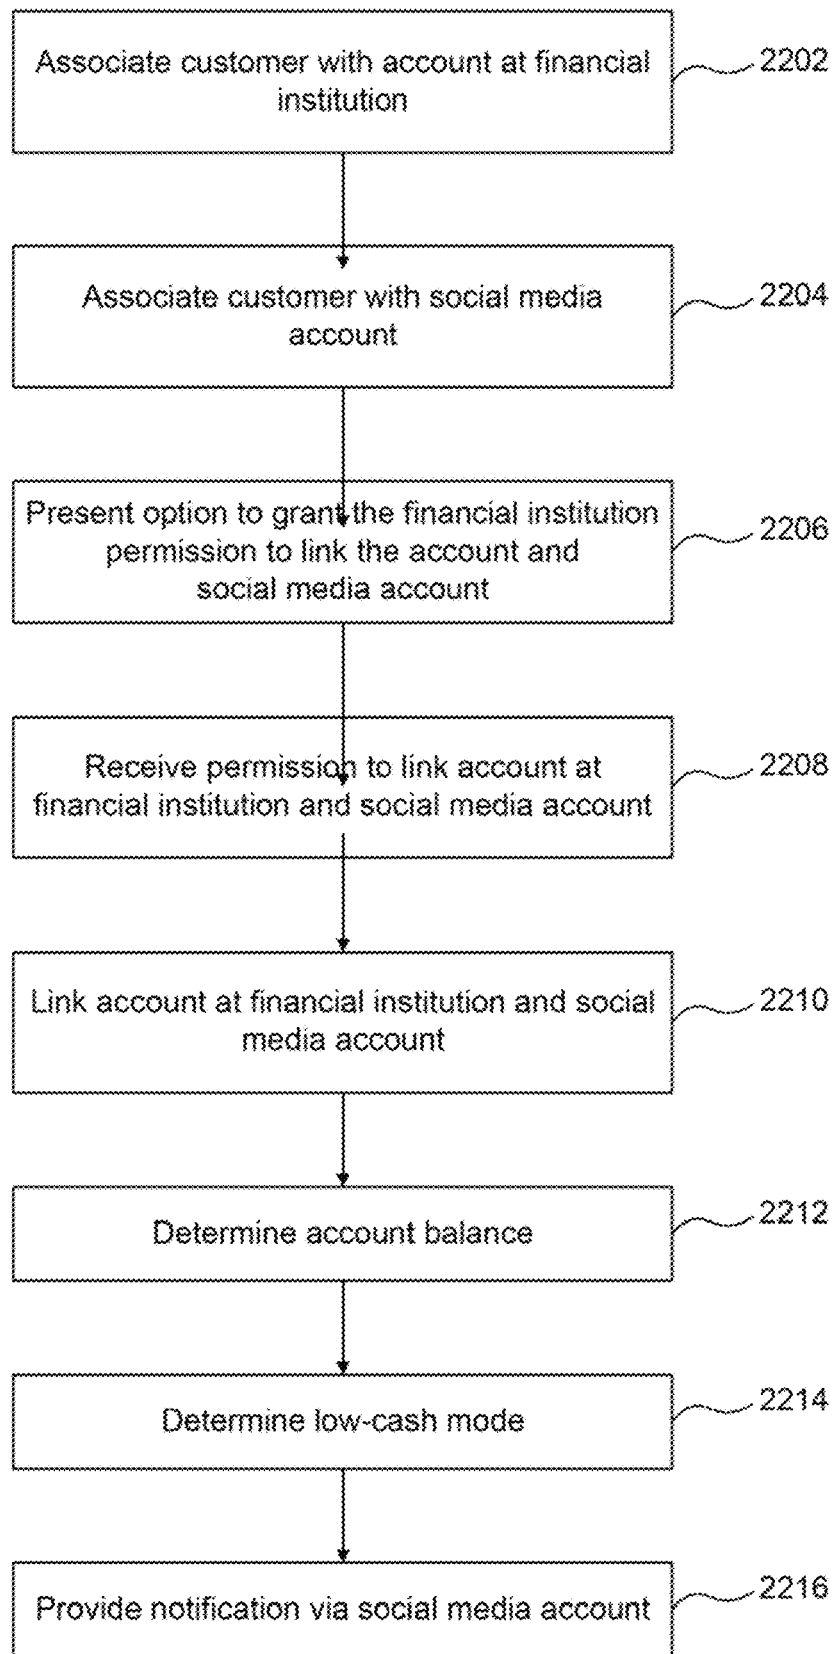 Associate customer with account at financial
institution
2202
Associate customer with social media
account
2204
Present option to grant the financial institution
permission to link the account and
social media account
2206
Receive permission to link account at
financial institution and social media account
2208
Link account at financial institution and social
media account
2210
Determine account balance
2212
Determine low-cash mode
2214
Provide notification via social media account
2216